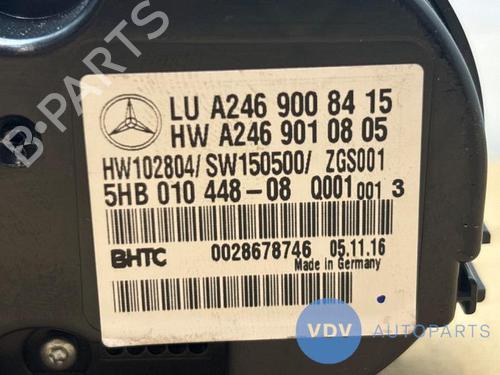 B-PARTS
LU A246 900 84 15
HW A246 901 08 05
HW102804/ SW150500/ ZGS001
5HB 010 448-08 Q001 001 3
BHTC 0028678746 05.11.16
Made in Germany
VDV AUTOPARTS